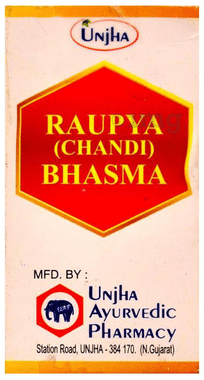 UNJHA
RAUPYA
(CHANDI)
BHASMA
MFD. BY :
UNJHA
AYURVEDIC
PHARMACY
Station Road, UNJHA - 384 170. (N.Gujarat)